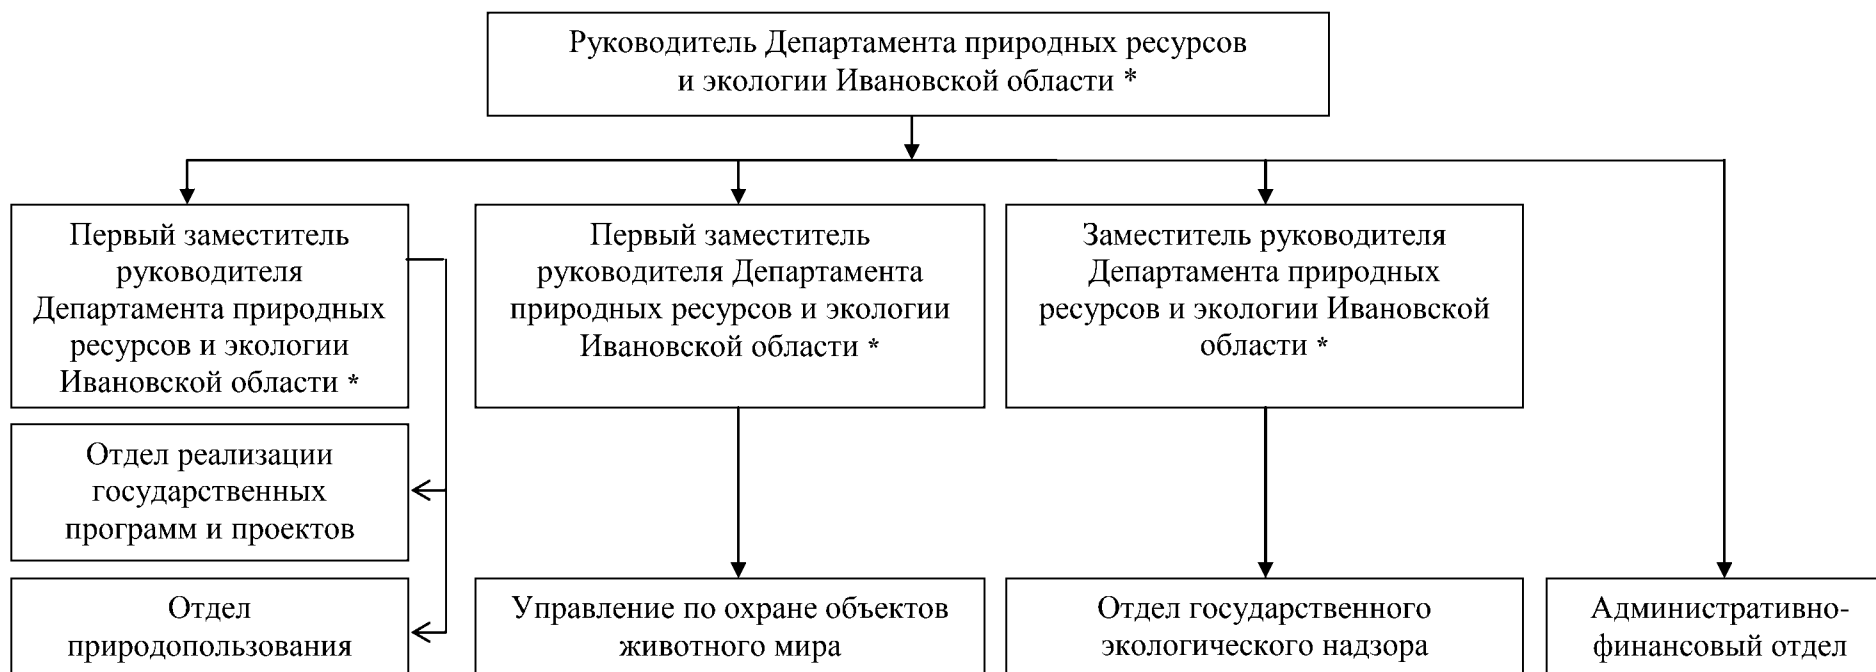 Руководитель Департамента природных ресурсов
и экологии Ивановской области *
Первый заместитель
руководителя
Департамента природных
ресурсов и экологии
Ивановской области *
Первый заместитель
руководителя Департамента
природных ресурсов и экологии
Ивановской области *
Заместитель руководителя
Департамента природных
ресурсов и экологии Ивановской
области *
Отдел реализации
государственных
программ и проектов
Отдел
природопользования
Управление по охране объектов
животного мира
Отдел государственного
экологического надзора
Административно-
финансовый отдел